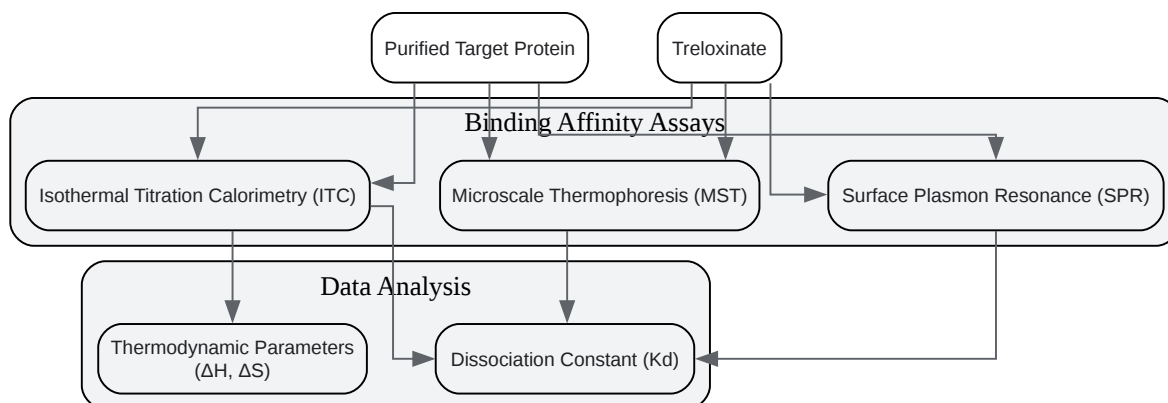 Purified Target Protein
Treloxinate
Binding Affinity Assays
Isothermal Titration Calorimetry (ITC)
Microscale Thermophoresis (MST)
Surface Plasmon Resonance (SPR)
Data Analysis
Thermodynamic Parameters
(ΔH, ΔS)
Dissociation Constant (Kd)